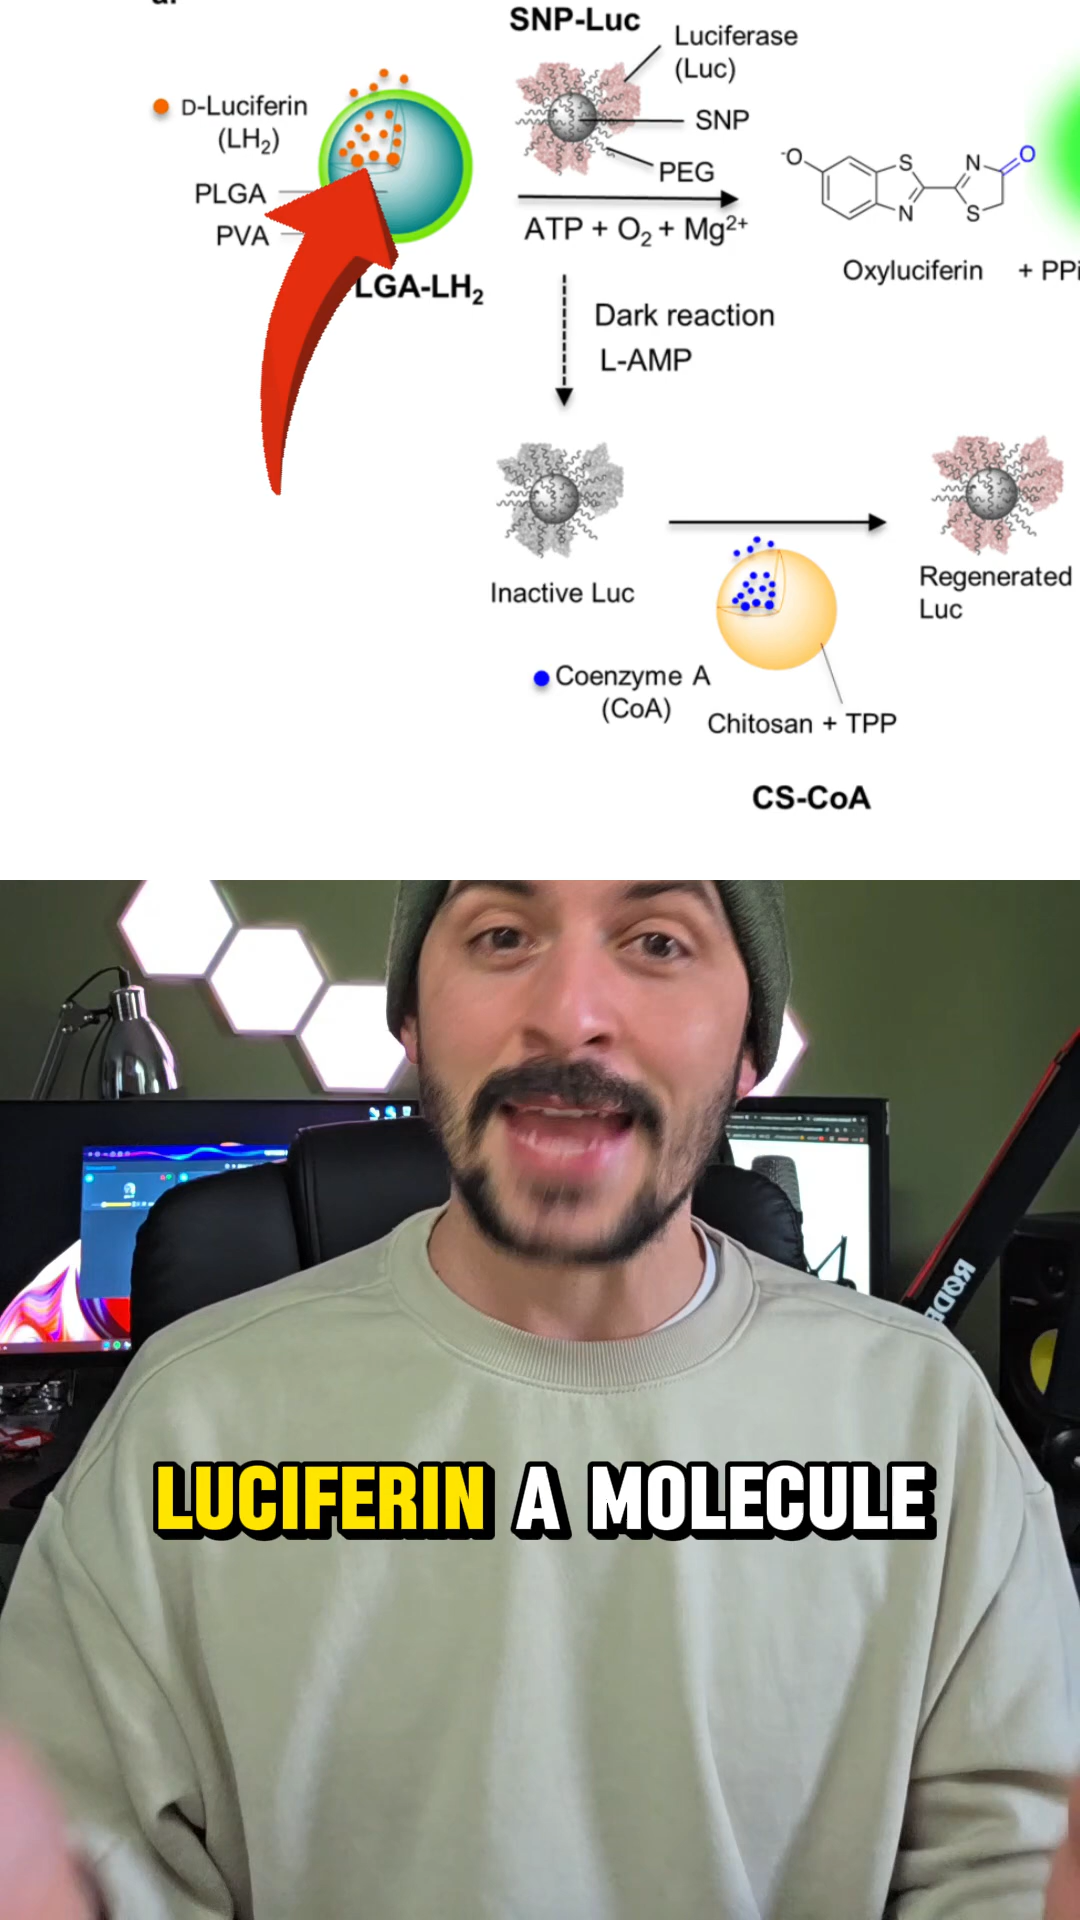 SNP-Luc
Luciferase
(Luc)
D-Luciferin
(LH₂)
SNP
PEG
PLGA
PVA
ATP + O₂ + Mg²⁺
⁻O
S
N
N
S
O
Oxyluciferin + PPi
LGA-LH₂
Dark reaction
L-AMP
Inactive Luc
Regenerated
Luc
Coenzyme A
(CoA)
Chitosan + TPP
CS-CoA
RODE
LUCIFERIN A MOLECULE